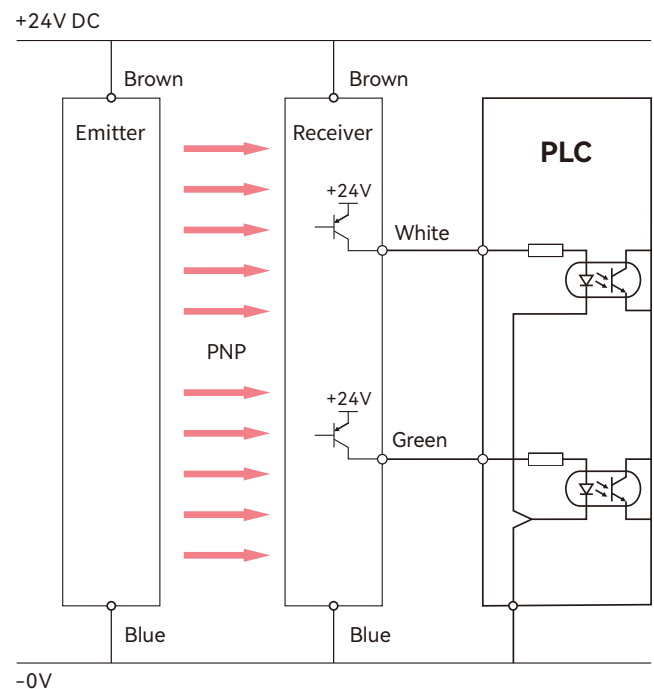 +24V DC
Brown
Brown
Emitter
Receiver
PLC
+24V
White
PNP
+24V
Green
Blue
Blue
-0V